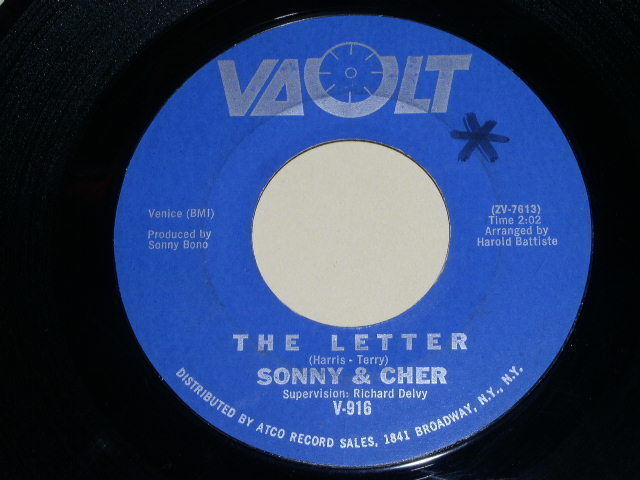 VAULT
Venice (BMI)
Produced by
Sonny Bono
(ZV-7613)
Time 2:02
Arranged by
Harold Battiste
THE LETTER
(Harris - Terry)
SONNY & CHER
Supervision: Richard Delvy
V-916
DISTRIBUTED BY ATCO RECORD SALES, 1841 BROADWAY, N.Y., N.Y.